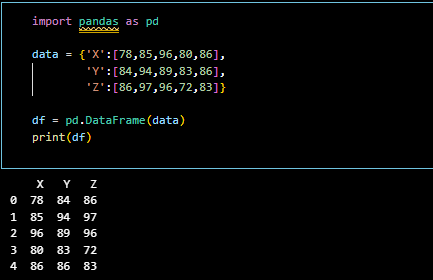 import pandas as pd
data = {'X':[78,85,96,80,86],
'Y':[84,94,89,83,86],
'Z':[86,97,96,72,83]}
df = pd.DataFrame(data)
print(df)
X Y Z
0 78 84 86
1 85 94 97
2 96 89 96
3 80 83 72
4 86 86 83